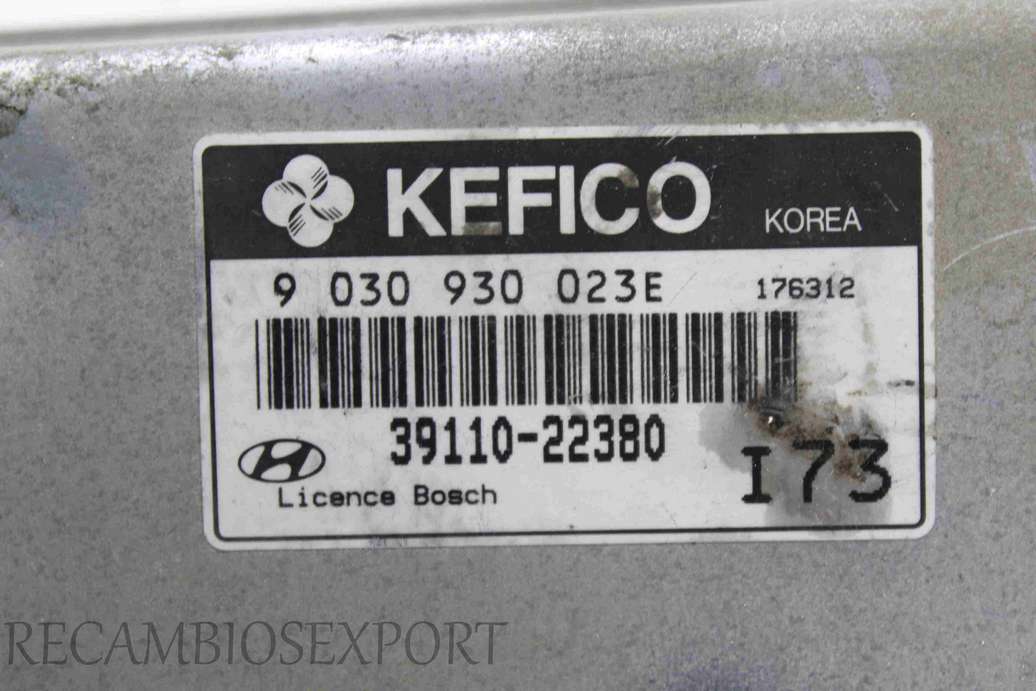 KEFICO KOREA
9 030 930 023E 176312
39110-22380
I73
Licence Bosch
RECAMBIOSEXPORT